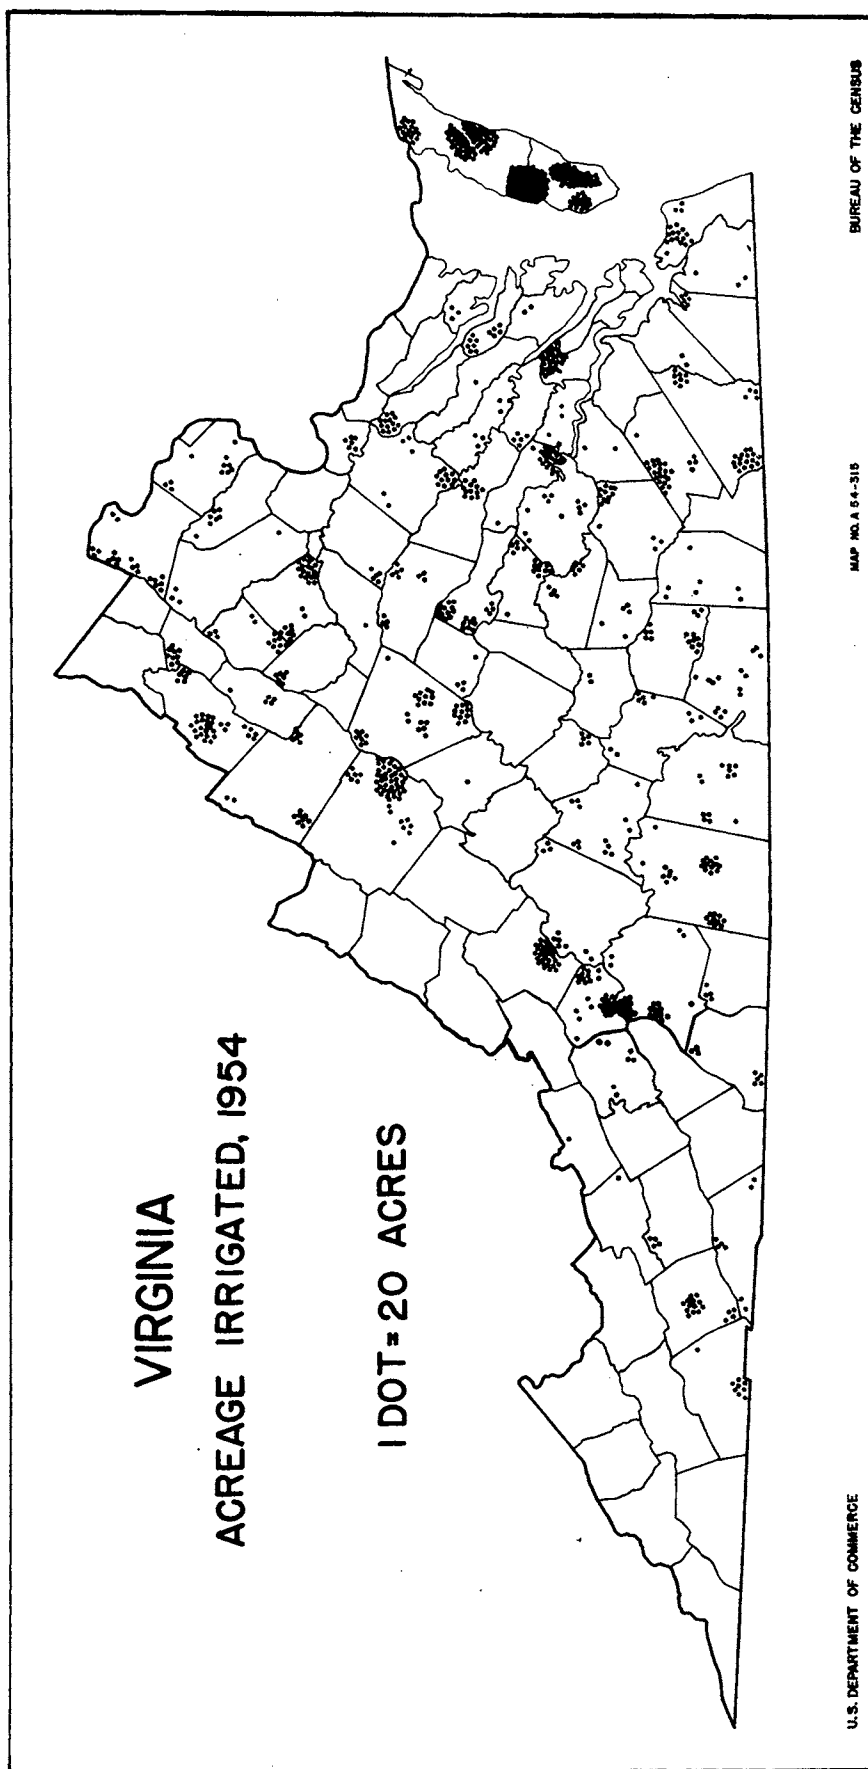 VIRGINIA
ACREAGE IRRIGATED, 1954
1 DOT = 20 ACRES
U.S. DEPARTMENT OF COMMERCE
MAP NO. A 54-315
BUREAU OF THE CENSUS